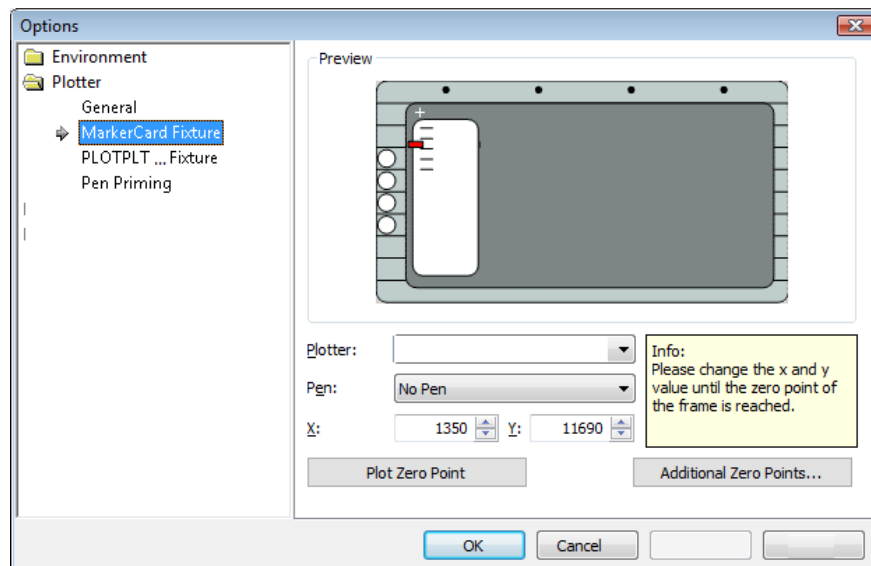 Options
Environment
Plotter
General
MarkerCard Fixture
PLOTPLT ... Fixture
Pen Priming
Preview
Plotter:
Pen: No Pen
X: 1350 Y: 11690
Info:
Please change the x and y
value until the zero point of
the frame is reached.
Plot Zero Point
Additional Zero Points...
OK
Cancel